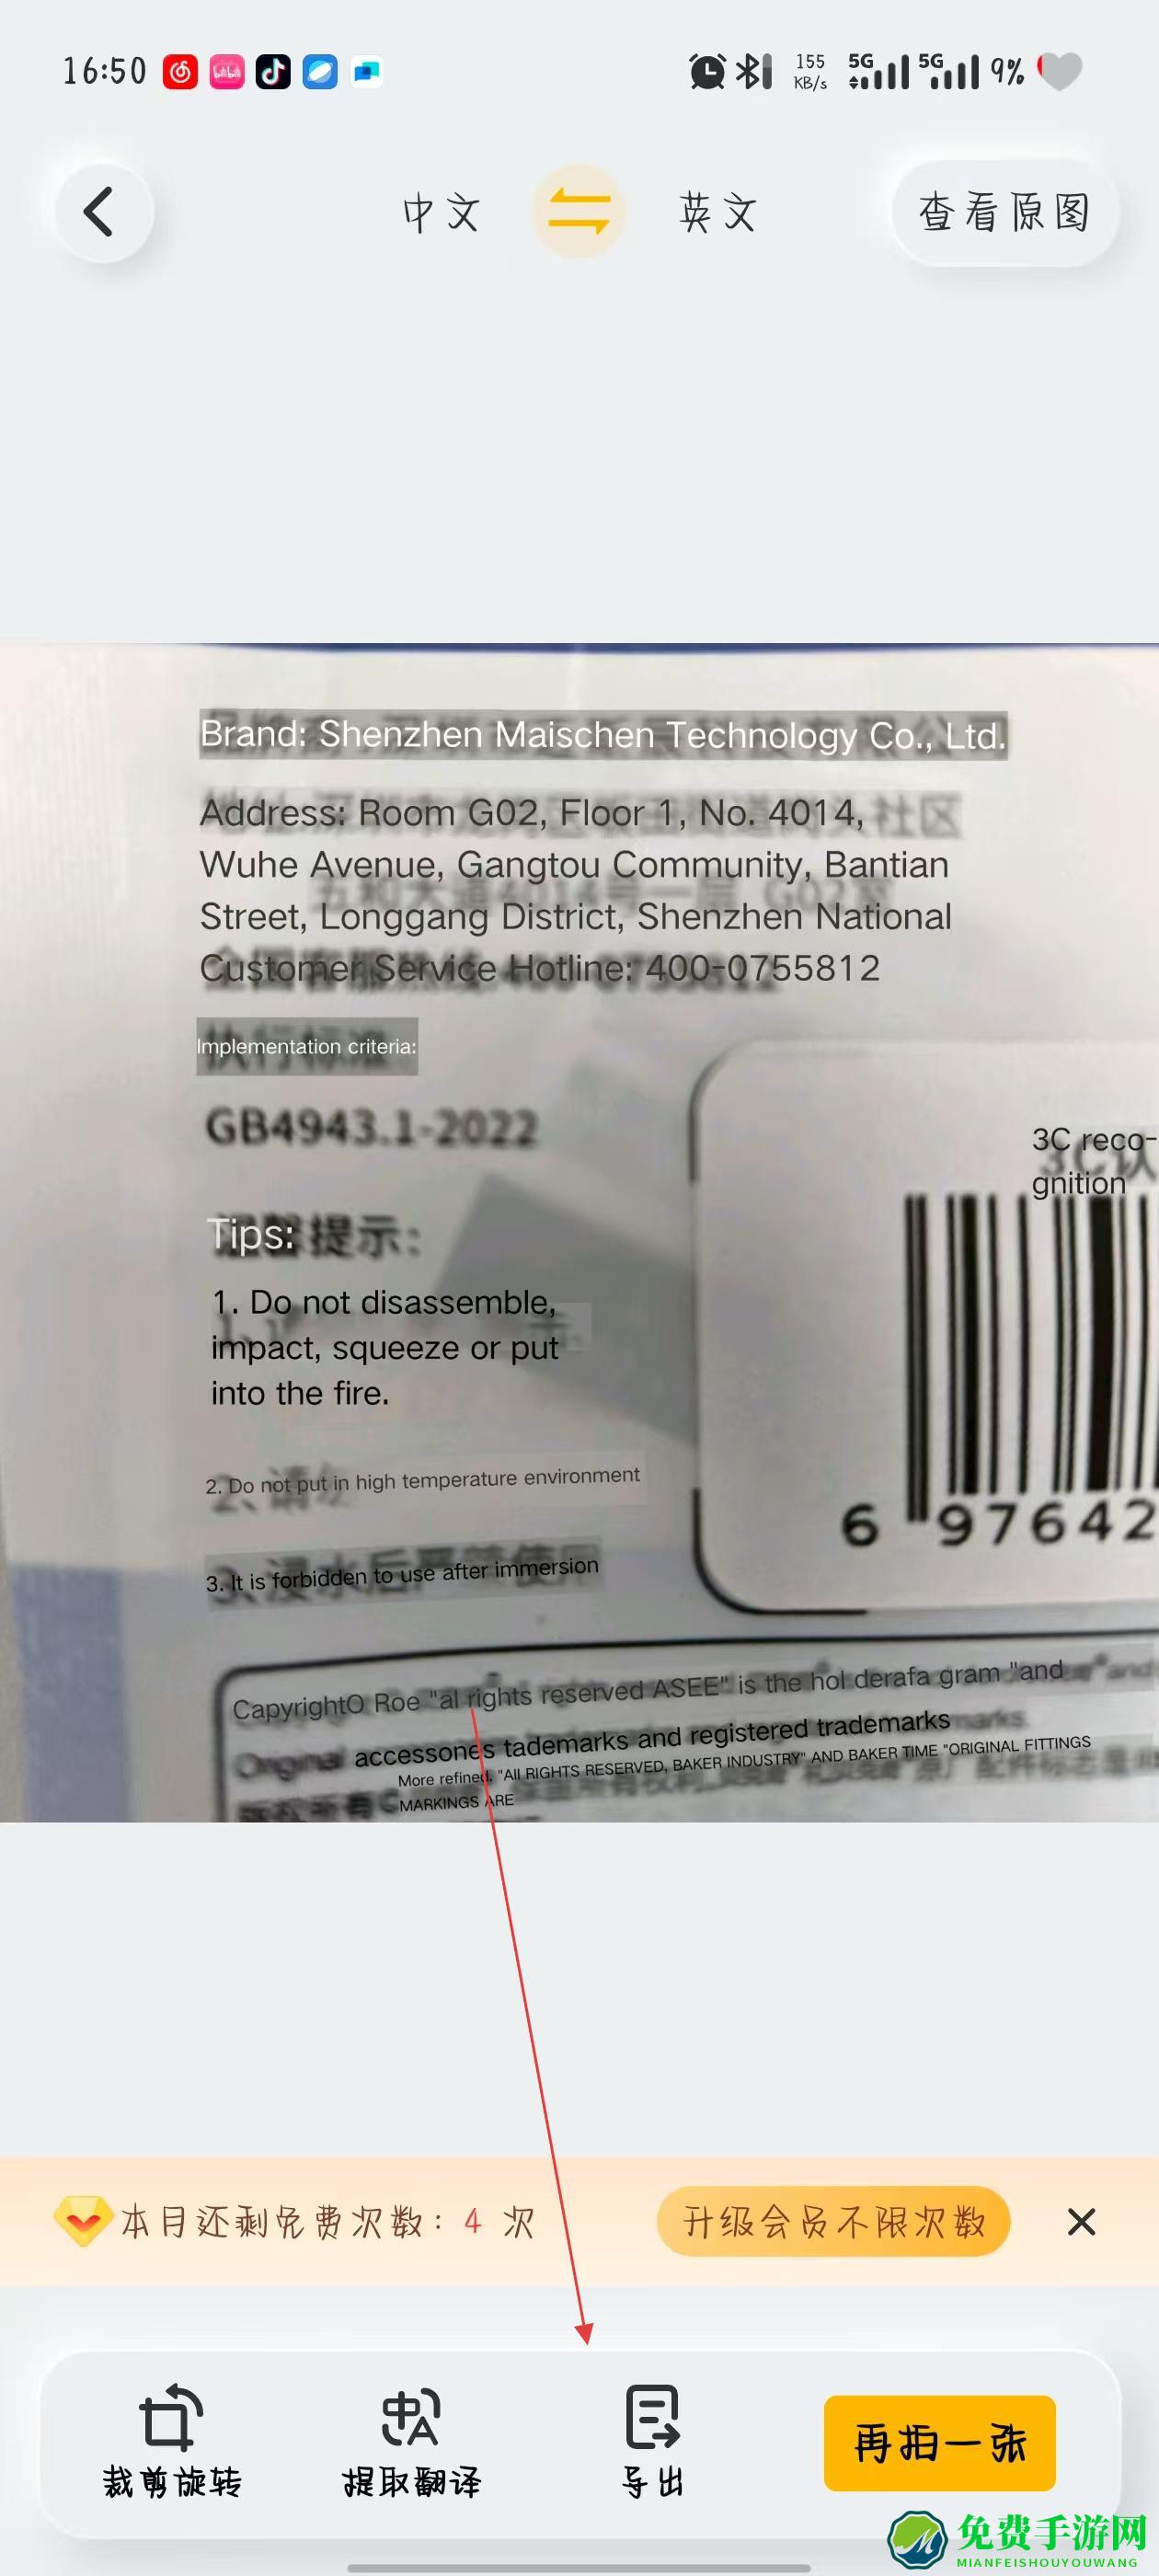 16:50
155 KB/s 5G 5G 9%
中文 英文 查看原图
Brand: Shenzhen Maischen Technology Co., Ltd.
Address: Room G02, Floor 1, No. 4014, 社区
Wuhe Avenue, Gangtou Community, Bantian
Street, Longgang District, Shenzhen National
Customer Service Hotline: 400-0755812
Implementation criteria:
GB4943.1-2022
3C reco-
gnition
Tips: 提示:
1. Do not disassemble,
impact, squeeze or put
into the fire.
2. Do not put in high temperature environment
6 97642
3. It is forbidden to use after immersion
CapyrightO Roe "al rights reserved ASEE" is the hol derafa gram "and
Original accessones tademarks and registered trademarks
More refined. "All RIGHTS RESERVED, BAKER INDUSTRY" AND BAKER TIME "ORIGINAL FITTINGS
MARKINGS ARE
本月还剩免费次数: 4 次 升级会员不限次数
裁剪旋转 提取翻译 导出 再拍一张
免费手游网
MIANFEISHOUYOUWANG